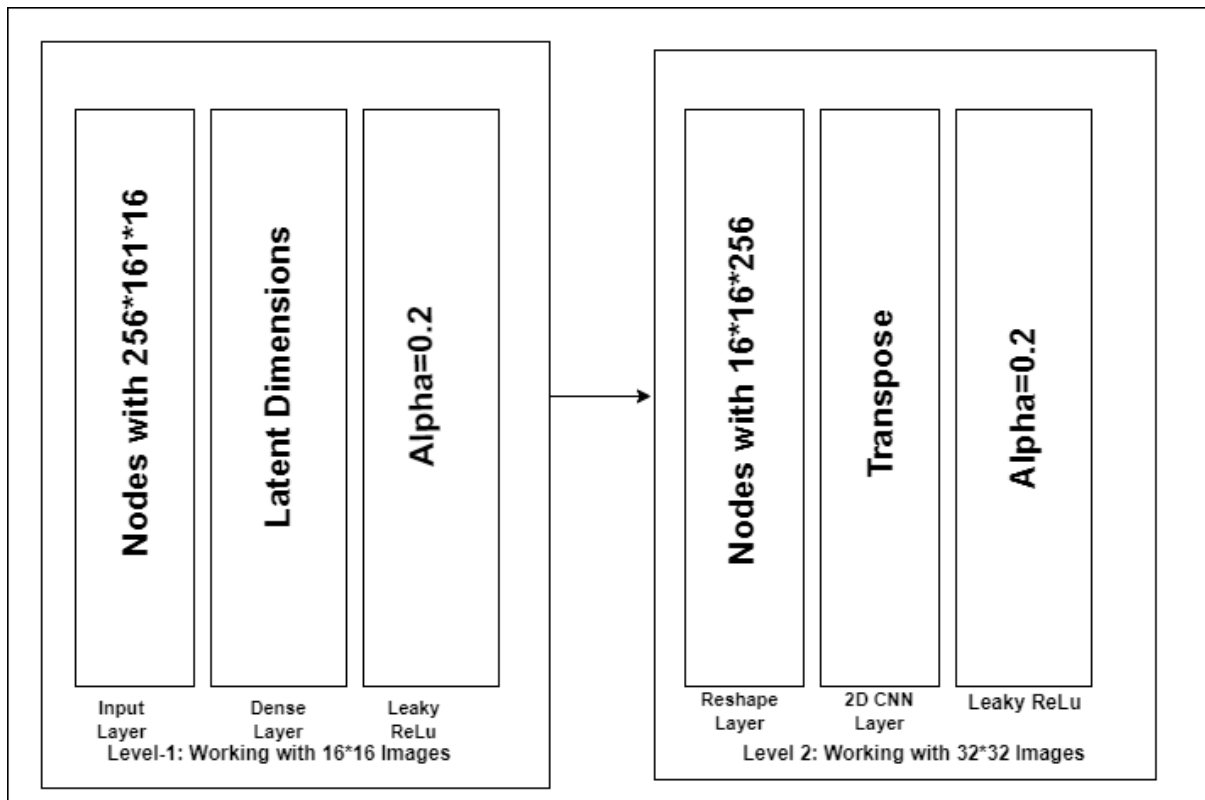 Nodes with 256*161*16
Latent Dimensions
Alpha=0.2
Input
Layer
Dense
Layer
Leaky
ReLu
Level-1: Working with 16*16 Images
Nodes with 16*16*256
Transpose
Alpha=0.2
Reshape
Layer
2D CNN
Layer
Leaky ReLu
Level 2: Working with 32*32 Images